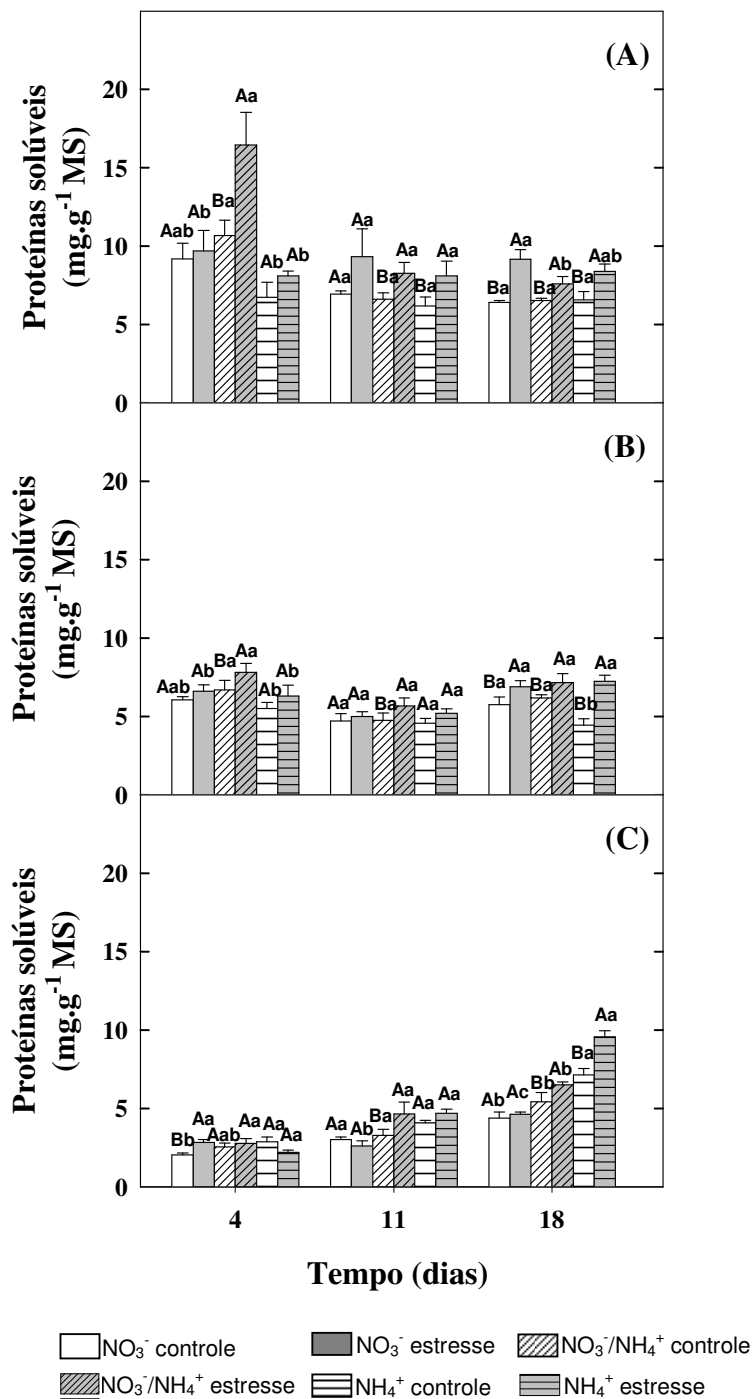 (A)
Proteínas solúveis
(mg.g⁻¹ MS)
20
15
10
5
0
Aab Ab Ba Aa Ab Ab
Aa Aa Ba Aa Ba Aa
Ba Aa Ba Ab Ba Aab
(B)
Proteínas solúveis
(mg.g⁻¹ MS)
20
15
10
5
0
Aab Ab Ba Aa Ab Ab
Aa Aa Ba Aa Aa Aa
Ba Aa Ba Aa Bb Aa
(C)
Proteínas solúveis
(mg.g⁻¹ MS)
20
15
10
5
0
Bb Aa Aab Aa Aa Aa
Aa Ab Ba Aa Aa Aa
Ab Ac Bb Ab Ba Aa
4 11 18
Tempo (dias)
NO₃⁻ controle NO₃⁻ estresse NO₃⁻/NH₄⁺ controle
NO₃⁻/NH₄⁺ estresse NH₄⁺ controle NH₄⁺ estresse